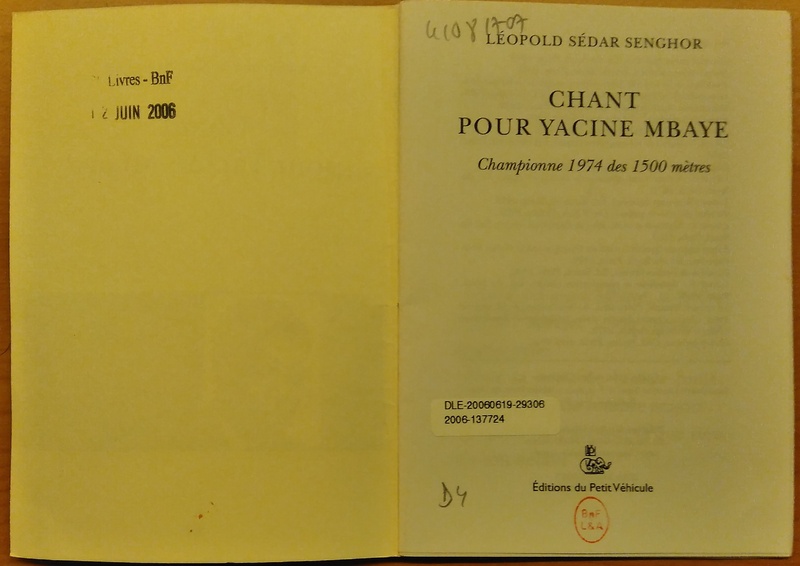 Livres - BnF
12 JUIN 2006
LÉOPOLD SÉDAR SENGHOR
CHANT
POUR YACINE MBAYE
Championne 1974 des 1500 mètres
DLE-20060619-29306
2006-137724
Éditions du Petit Véhicule
D4
BnF
L&A